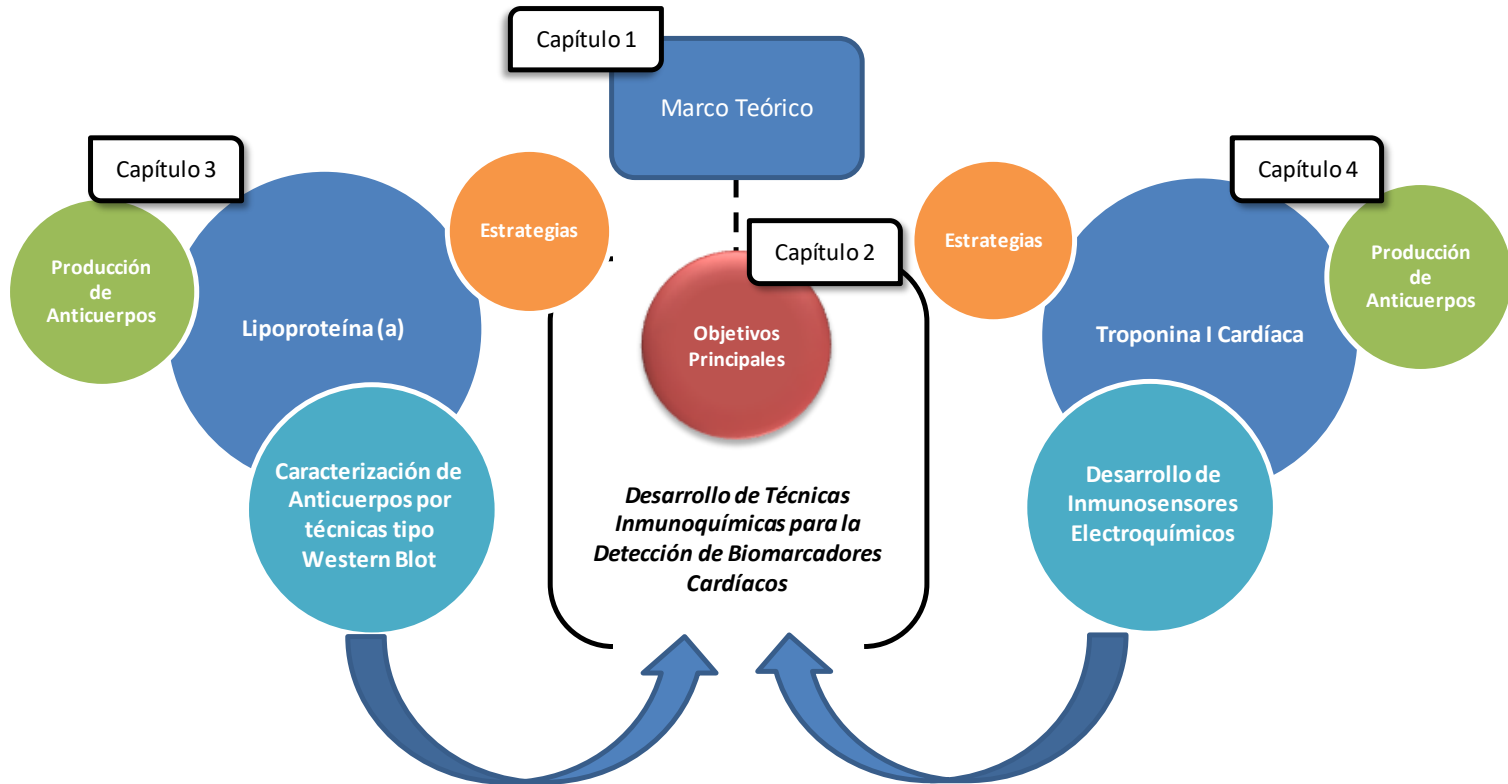 Capítulo 1
Marco Teórico
Capítulo 3
Estrategias
Producción
de
Anticuerpos
Lipoproteína (a)
Caracterización de
Anticuerpos por
técnicas tipo
Western Blot
Capítulo 2
Objetivos
Principales
Desarrollo de Técnicas
Inmunoquímicas para la
Detección de Biomarcadores
Cardíacos
Capítulo 4
Estrategias
Producción
de
Anticuerpos
Troponina I Cardíaca
Desarrollo de
Inmunosensores
Electroquímicos